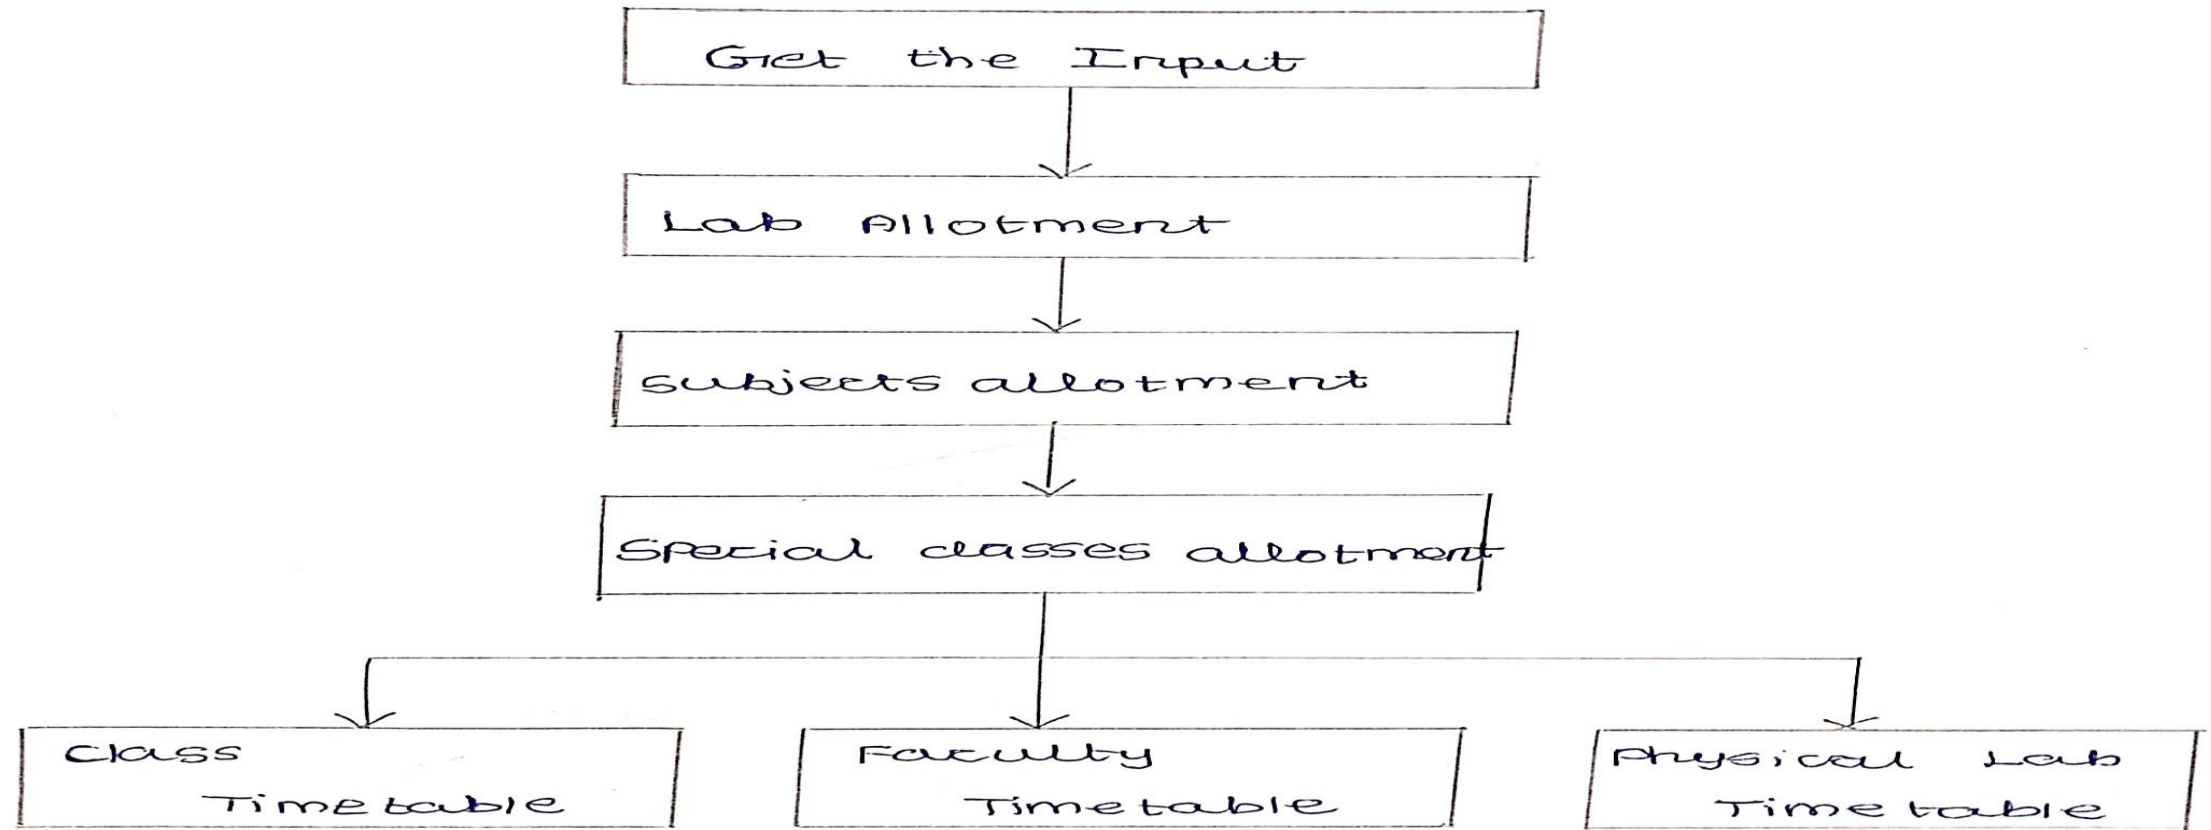 Get the Input
Lab Allotment
Subjects allotment
Special classes allotment
Class
Timetable
Faculty
Timetable
Physical Lab
Timetable